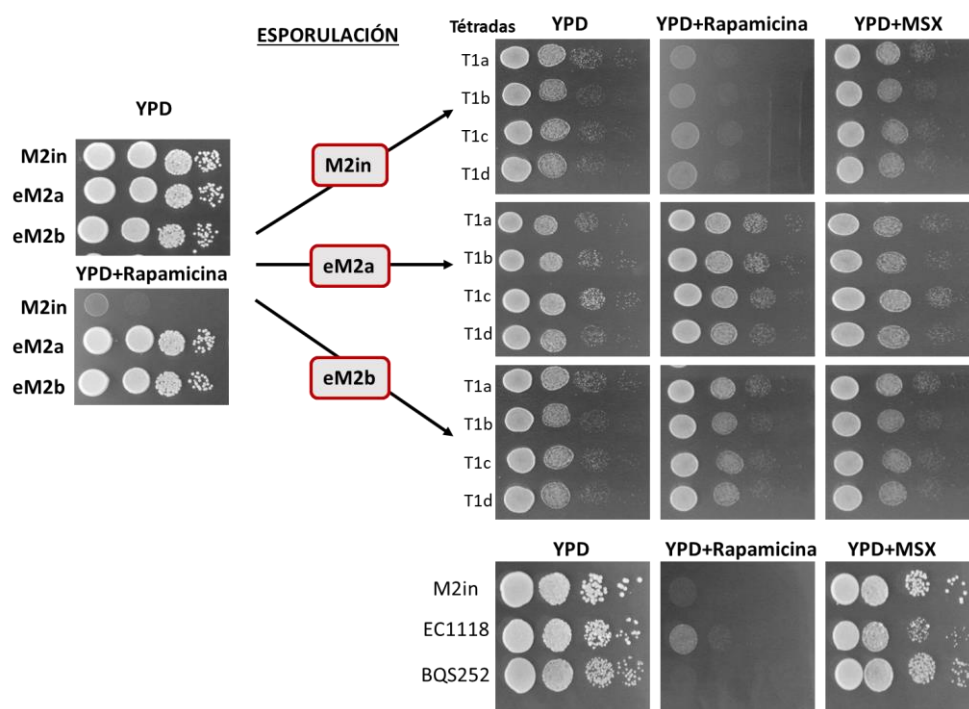 ESPORULACIÓN
Tétradas YPD YPD+Rapamicina YPD+MSX
T1a
T1b
T1c
T1d
YPD
M2in
eM2a
eM2b
YPD+Rapamicina
M2in
eM2a
eM2b
M2in
eM2a
eM2b
T1a
T1b
T1c
T1d
T1a
T1b
T1c
T1d
YPD YPD+Rapamicina YPD+MSX
M2in
EC1118
BQS252